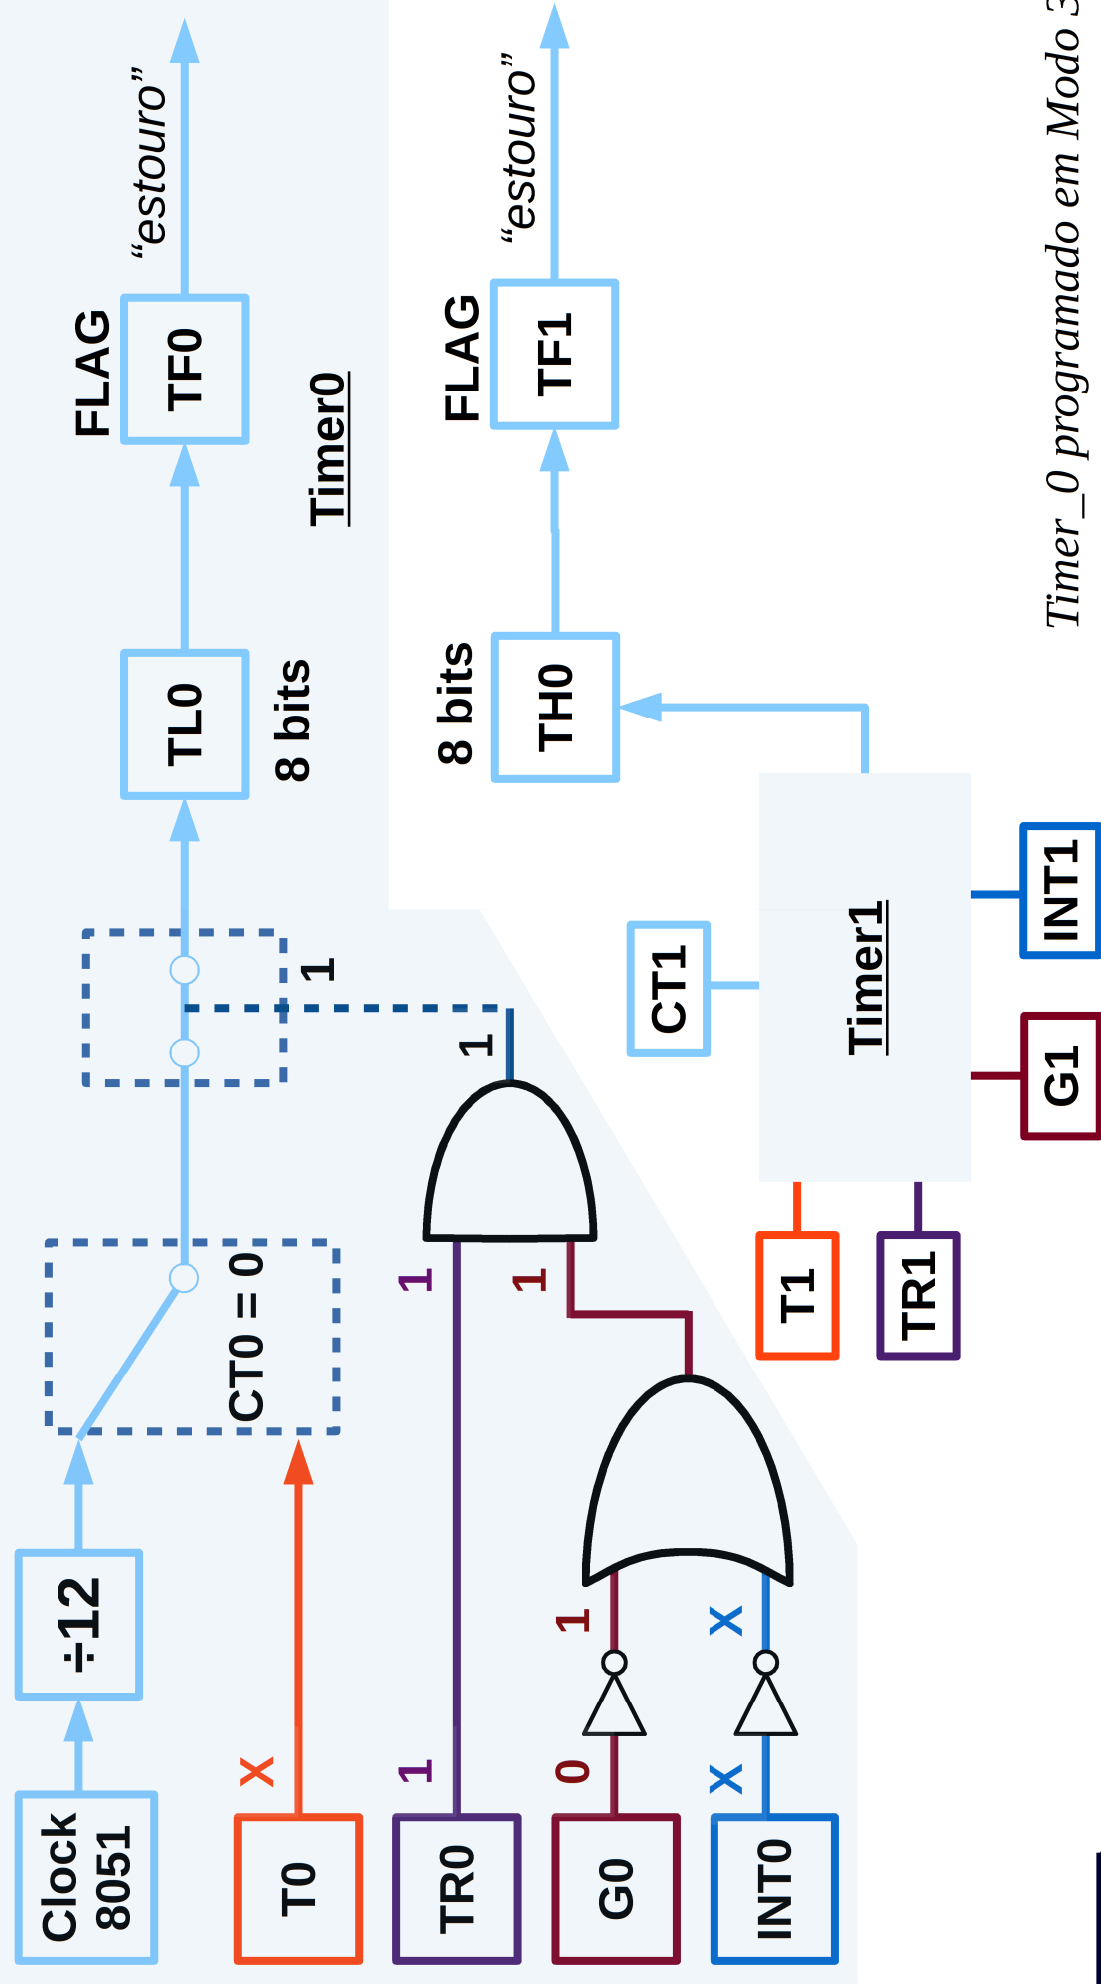 Clock
8051
÷12
CT0 = 0
1
TL0
8 bits
FLAG
TF0
“estouro”
Timer0
T0
X
TR0
1
1
1
G0
0
1
1
INT0
X
X
8 bits
TH0
FLAG
TF1
“estouro”
CT1
T1
TR1
Timer1
G1
INT1
Timer_0 programado em Modo 3